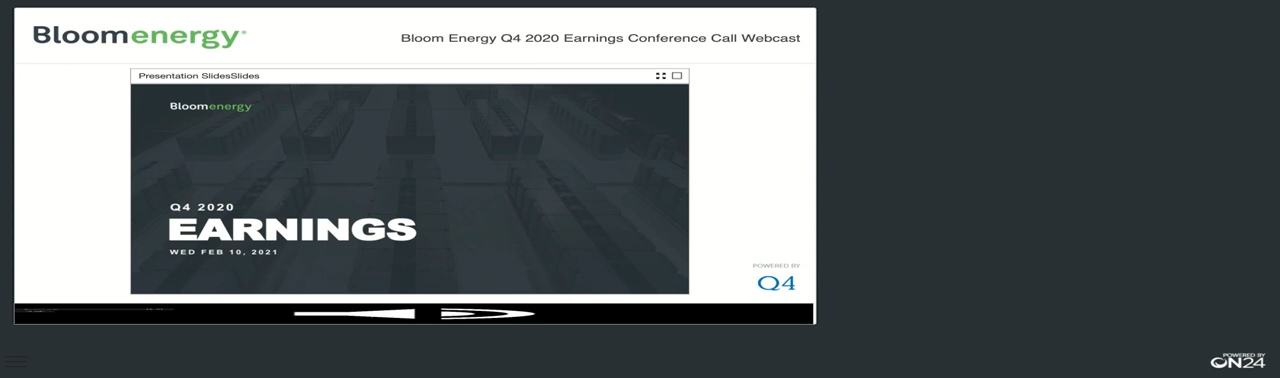 Bloomenergy®
Bloom Energy Q4 2020 Earnings Conference Call Webcast
Presentation SlidesSlides
Bloomenergy
Q4 2020
EARNINGS
WED FEB 10, 2021
POWERED BY
Q4
POWERED BY
ON24